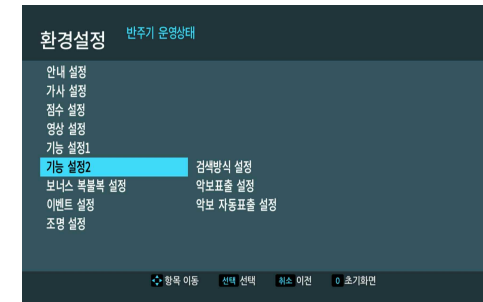 환경설정 반주기 운영상태
안내 설정
가사 설정
점수 설정
영상 설정
기능 설정1
기능 설정2 검색방식 설정
보너스 복불복 설정 악보표출 설정
이벤트 설정 악보 자동표출 설정
조명 설정
항목 이동 선택 선택 취소 이전 0 초기화면